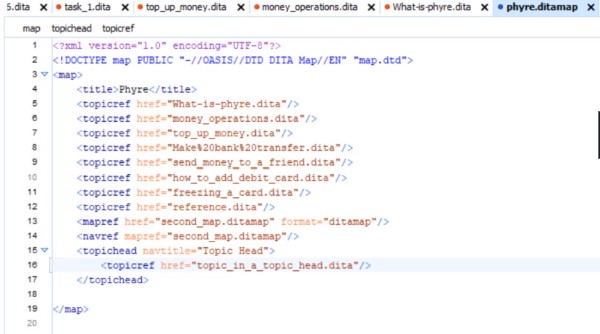 5.dita task_1.dita top_up_money.dita money_operations.dita What-is-phyre.dita phyre.ditamap
map topichead topicref
1 <?xml version="1.0" encoding="UTF-8"?>
2 <!DOCTYPE map PUBLIC "-//OASIS//DTD DITA Map//EN" "map.dtd">
3 <map>
4 <title>Phyre</title>
5 <topicref href="What-is-phyre.dita"/>
6 <topicref href="money_operations.dita"/>
7 <topicref href="top_up_money.dita"/>
8 <topicref href="Make%20bank%20transfer.dita"/>
9 <topicref href="send_money_to_a_friend.dita"/>
10 <topicref href="how_to_add_debit_card.dita"/>
11 <topicref href="freezing_a_card.dita"/>
12 <topicref href="reference.dita"/>
13 <mapref href="second_map.ditamap" format="ditamap"/>
14 <navref mapref="second_map.ditamap"/>
15 <topichead navtitle="Topic Head">
16 <topicref href="topic_in_a_topic_head.dita"/>
17 </topichead>
18
19 </map>
20